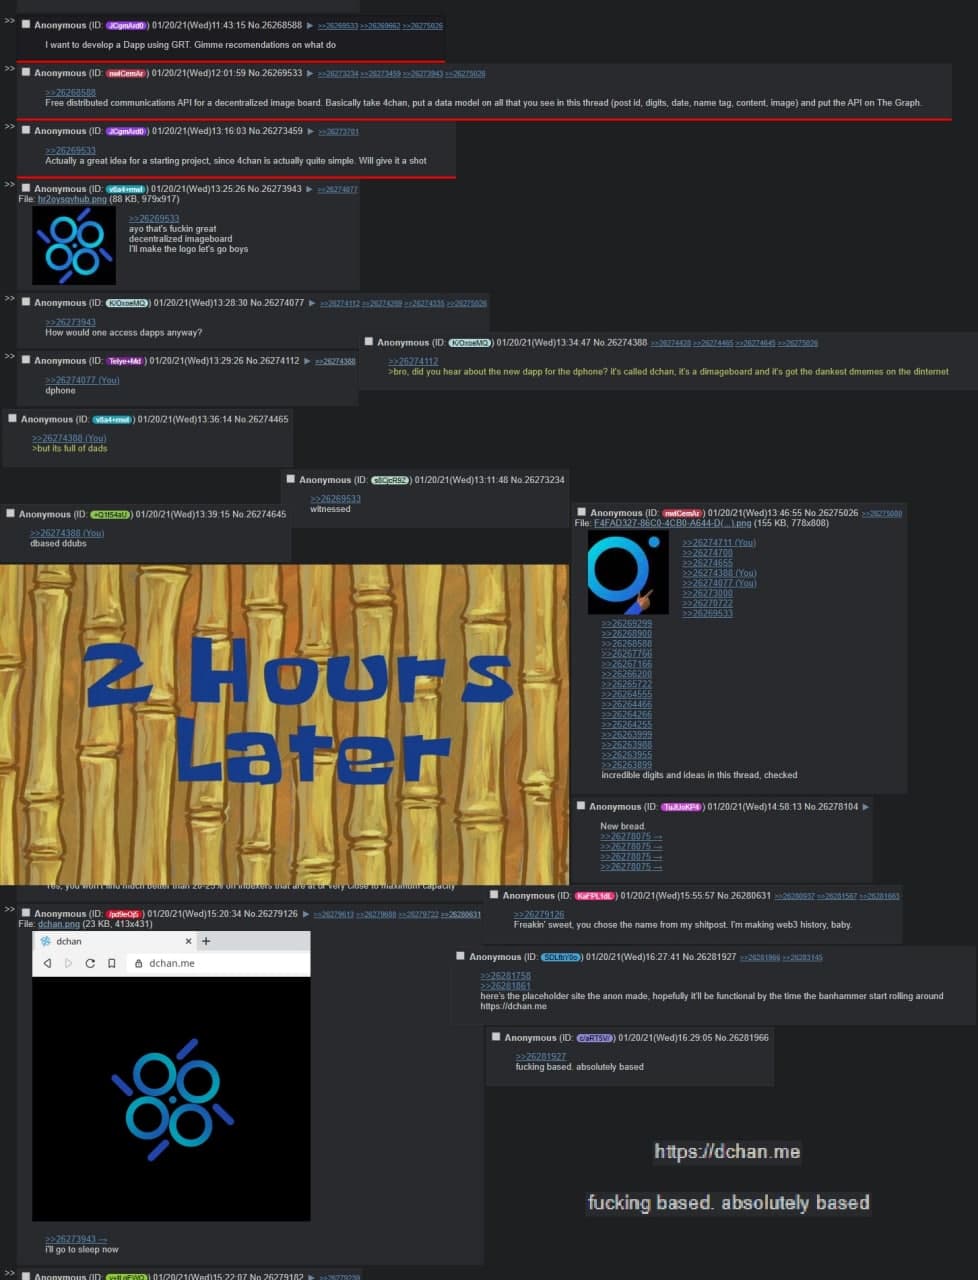 >> Anonymous (ID: JCgmArd0) 01/20/21(Wed)11:43:15 No.26268588 ▶ >>26269533 >>26269662 >>26275026
I want to develop a Dapp using GRT. Gimme recomendations on what do
>> Anonymous (ID: nwlCemAr) 01/20/21(Wed)12:01:59 No.26269533 ▶ >>26273234 >>26273459 >>26273943 >>26275026
>>26268588
Free distributed communications API for a decentralized image board. Basically take 4chan, put a data model on all that you see in this thread (post id, digits, date, name tag, content, image) and put the API on The Graph.
>> Anonymous (ID: JCgmArd0) 01/20/21(Wed)13:16:03 No.26273459 ▶ >>26273701
>>26269533
Actually a great idea for a starting project, since 4chan is actually quite simple. Will give it a shot
>> Anonymous (ID: v6a4+mwl) 01/20/21(Wed)13:25:26 No.26273943 ▶ >>26274077
File: hr2oysqvhub.png (88 KB, 979x917)
>>26269533
ayo that's fuckin great
decentralized imageboard
I'll make the logo let's go boys
>> Anonymous (ID: K/OxoeMQ) 01/20/21(Wed)13:28:30 No.26274077 ▶ >>26274112 >>26274269 >>26274335 >>26275026
>>26273943
How would one access dapps anyway?
>> Anonymous (ID: Telye+Md) 01/20/21(Wed)13:29:26 No.26274112 ▶ >>26274388
>>26274077 (You)
dphone
Anonymous (ID: K/OxoeMQ) 01/20/21(Wed)13:34:47 No.26274388 >>26274428 >>26274465 >>26274645 >>26275026
>>26274112
>bro, did you hear about the new dapp for the dphone? it's called dchan, it's a dimageboard and it's got the dankest dmemes on the dinternet
Anonymous (ID: v6a4+mwl) 01/20/21(Wed)13:36:14 No.26274465
>>26274388 (You)
>but its full of dads
Anonymous (ID: s8CjcR9Z) 01/20/21(Wed)13:11:48 No.26273234
>>26269533
witnessed
Anonymous (ID: +Q1f54aU) 01/20/21(Wed)13:39:15 No.26274645
>>26274388 (You)
dbased ddubs
Anonymous (ID: nwlCemAr) 01/20/21(Wed)13:46:55 No.26275026 >>26275080
File: F4FAD327-86C0-4CB0-A644-D(...).png (155 KB, 778x808)
>>26274711 (You)
>>26274708
>>26274655
>>26274388 (You)
>>26274077 (You)
>>26273000
>>26270722
>>26269533
>>26269299
>>26268900
>>26268588
>>26267766
>>26267166
>>26266200
>>26265722
>>26264555
>>26264466
>>26264266
>>26264255
>>26263999
>>26263988
>>26263955
>>26263899
incredible digits and ideas in this thread, checked
2 Hours
Later
Anonymous (ID: TuJUoKP4) 01/20/21(Wed)14:58:13 No.26278104 ▶
New bread.
>>26278075 →
>>26278075 →
>>26278075 →
>>26278075 →
Yes, you won't find much better than 20-25% on indexers that are at or very close to maximum capacity
>> Anonymous (ID: /pd9eOj5) 01/20/21(Wed)15:20:34 No.26279126 ▶ >>26279613 >>26279688 >>26279722 >>26280631
File: dchan.png (23 KB, 413x431)
dchan × +
dchan.me
>>26273943 →
i'll go to sleep now
Anonymous (ID: KaFPL1dL) 01/20/21(Wed)15:55:57 No.26280631 >>26280937 >>26281567 >>26281663
>>26279126
Freakin' sweet, you chose the name from my shitpost. I'm making web3 history, baby.
Anonymous (ID: SDLfbY0o) 01/20/21(Wed)16:27:41 No.26281927 >>26281966 >>26283145
>>26281758
>>26281861
here's the placeholder site the anon made, hopefully it'll be functional by the time the banhammer start rolling around
https://dchan.me
Anonymous (ID: c/aRT5V/) 01/20/21(Wed)16:29:05 No.26281966
>>26281927
fucking based. absolutely based
https://dchan.me
fucking based. absolutely based
>> Anonymous (ID: 01/20/21(Wed)15:22:07 No.26279182 ▶ >>26279239